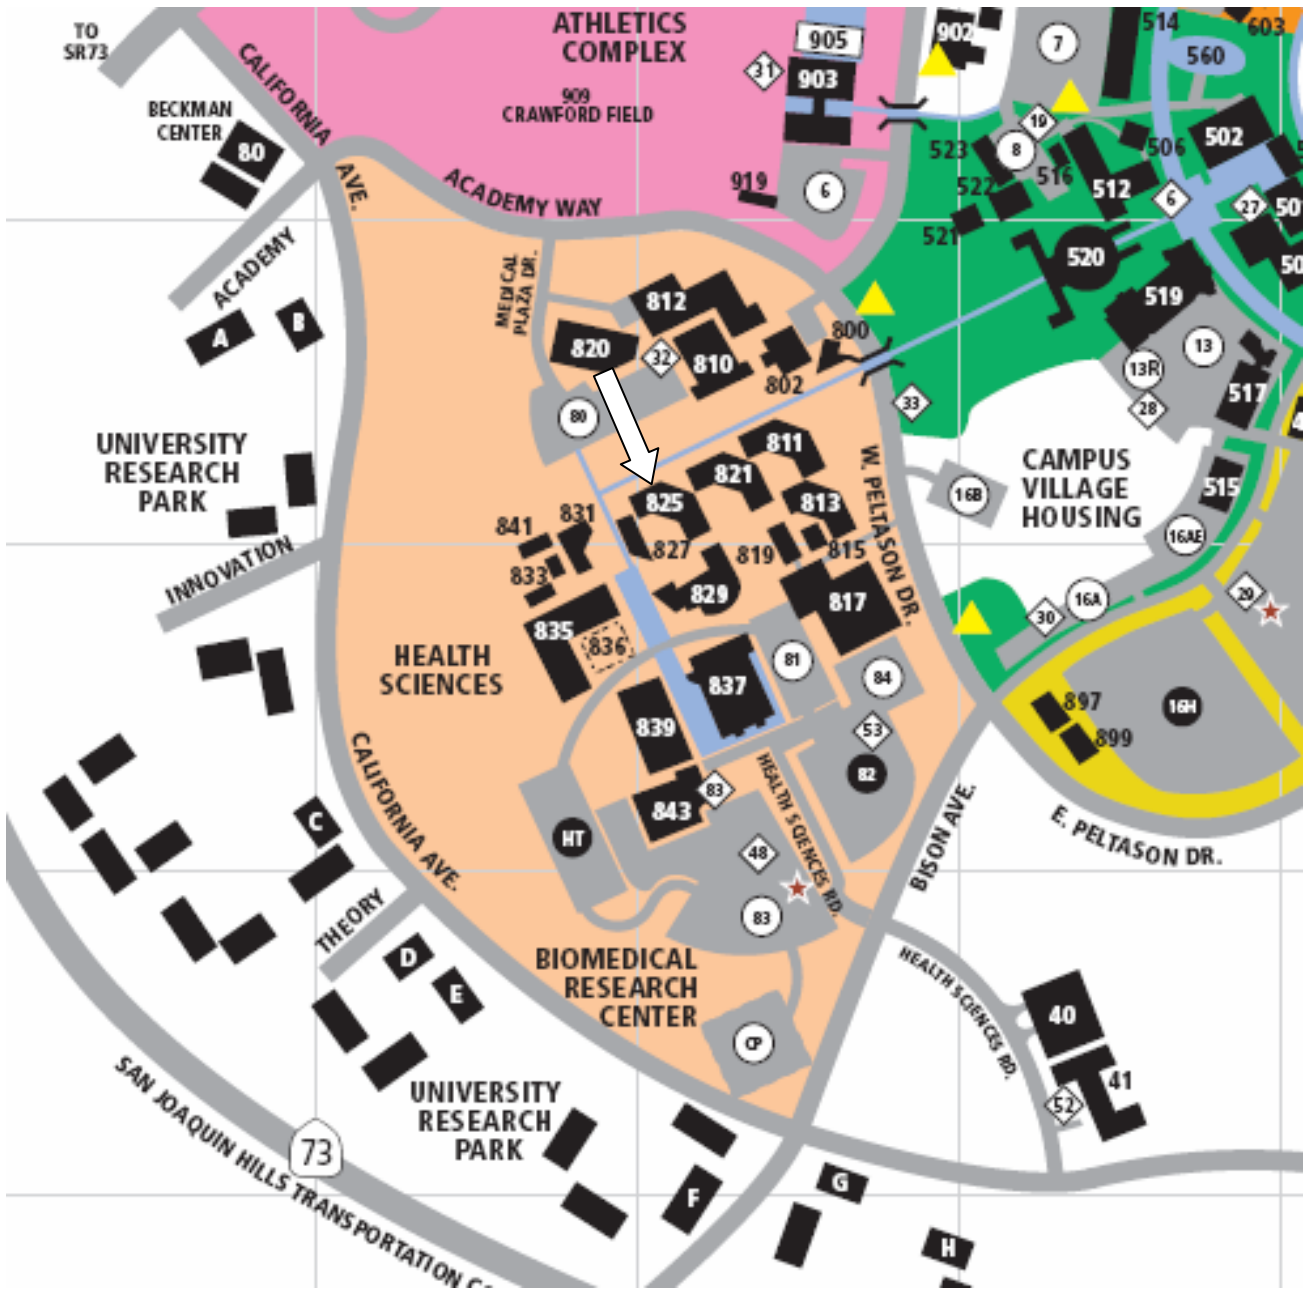 TO
SR73
CALIFORNIA
AVE.
BECKMAN
CENTER
80
ATHLETICS
COMPLEX
909
CRAWFORD FIELD
905
31
903
902
7
514
603
560
919
6
523
8
19
522
516
506
512
502
6
27
521
520
519
13
13R
28
517
ACADEMY WAY
ACADEMY
A
B
MEDICAL
PLAZA DR.
812
820
32
810
802
800
80
33
UNIVERSITY
RESEARCH
PARK
INNOVATION
811
821
825
813
827
819
815
841
831
833
829
817
835
836
W. PELTASON DR.
16B
CAMPUS
VILLAGE
HOUSING
515
16AE
16A
30
29
HEALTH
SCIENCES
837
81
84
839
53
82
843
83
HT
48
83
HEALTH SCIENCES RD.
897
899
16H
E. PELTASON DR.
BISON AVE.
CALIFORNIA AVE.
C
THEORY
D
E
BIOMEDICAL
RESEARCH
CENTER
CP
HEALTH SCIENCES RD.
40
41
52
UNIVERSITY
RESEARCH
PARK
SAN JOAQUIN HILLS TRANSPORTATION
73
F
G
H